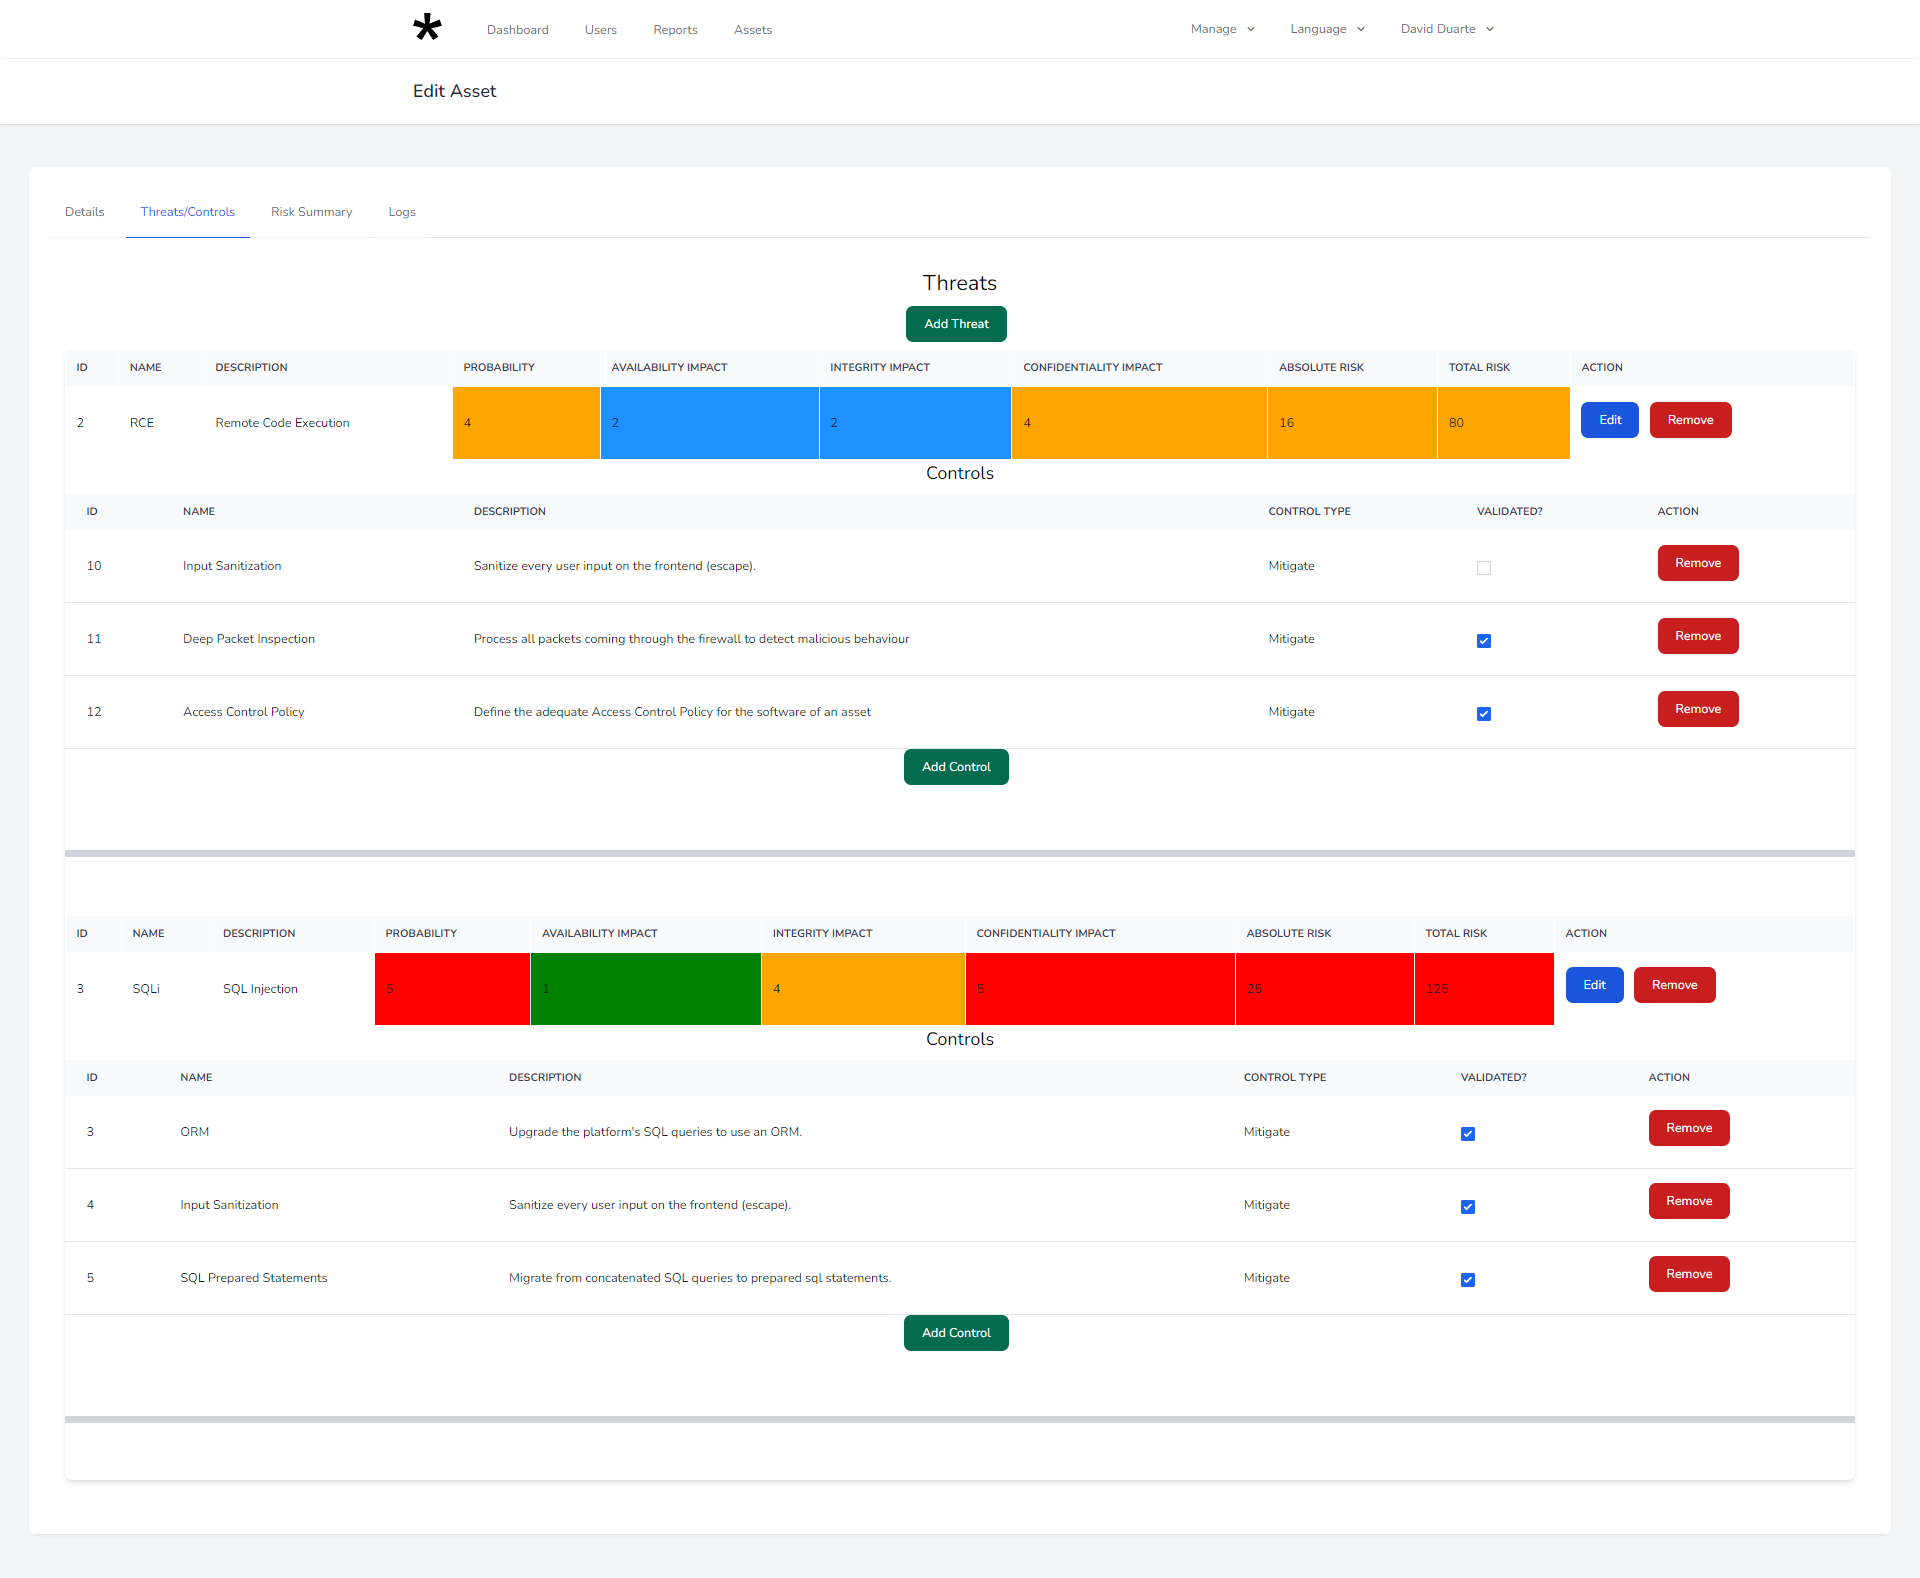 Dashboard Users Reports Assets Manage Language David Duarte
Edit Asset
Details Threats/Controls Risk Summary Logs
Threats
Add Threat
ID NAME DESCRIPTION PROBABILITY AVAILABILITY IMPACT INTEGRITY IMPACT CONFIDENTIALITY IMPACT ABSOLUTE RISK TOTAL RISK ACTION
2 RCE Remote Code Execution 4 2 2 4 16 80 Edit Remove
Controls
ID NAME DESCRIPTION CONTROL TYPE VALIDATED? ACTION
10 Input Sanitization Sanitize every user input on the frontend (escape). Mitigate Remove
11 Deep Packet Inspection Process all packets coming through the firewall to detect malicious behaviour Mitigate Remove
12 Access Control Policy Define the adequate Access Control Policy for the software of an asset Mitigate Remove
Add Control
ID NAME DESCRIPTION PROBABILITY AVAILABILITY IMPACT INTEGRITY IMPACT CONFIDENTIALITY IMPACT ABSOLUTE RISK TOTAL RISK ACTION
3 SQLi SQL Injection 5 1 4 5 25 125 Edit Remove
Controls
ID NAME DESCRIPTION CONTROL TYPE VALIDATED? ACTION
3 ORM Upgrade the platform's SQL queries to use an ORM. Mitigate Remove
4 Input Sanitization Sanitize every user input on the frontend (escape). Mitigate Remove
5 SQL Prepared Statements Migrate from concatenated SQL queries to prepared sql statements. Mitigate Remove
Add Control